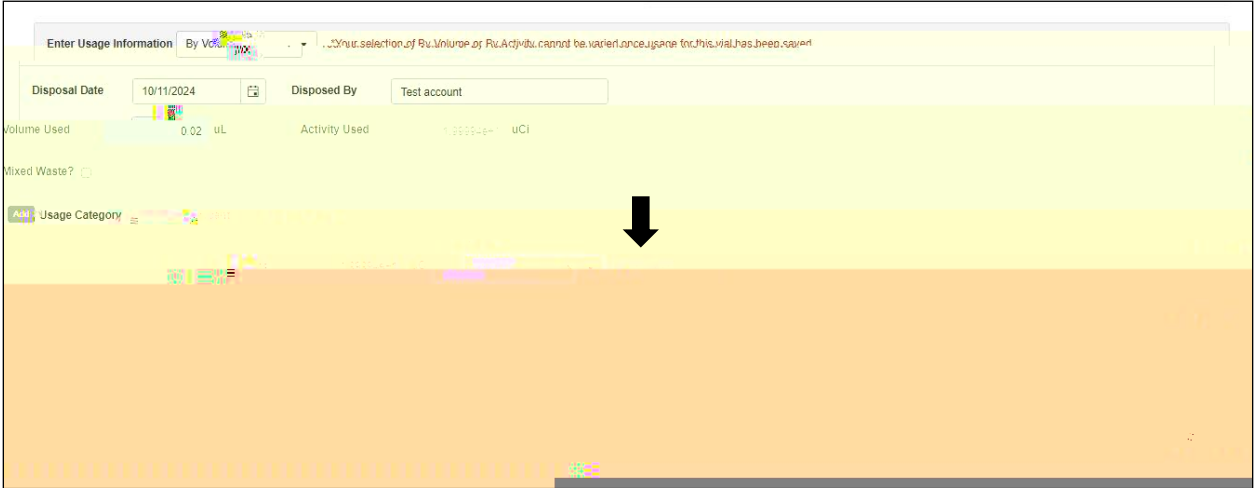 Enter Usage Information By Volume *Your selection of By Volume or By Activity cannot be varied once usage for this vial has been saved
Disposal Date 10/11/2024 Disposed By Test account
Volume Used 0.02 uL Activity Used uCi
Mixed Waste?
Add Usage Category